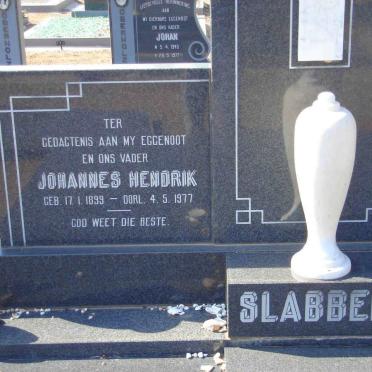 JOHAN
TER
GEDAGTENIS AAN MY EGGENOOT
EN ONS VADER
JOHANNES HENDRIK
GEB. 17. 1. 1899 — OORL. 4. 5. 1977
GOD WEET DIE BESTE.
SLABBE